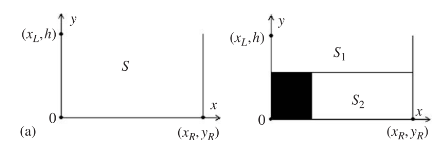 y
(x_L, h)
S
0
x
(a)
(x_R, y_R)
y
(x_L, h)
S_1
S_2
0
x
(x_R, y_R)